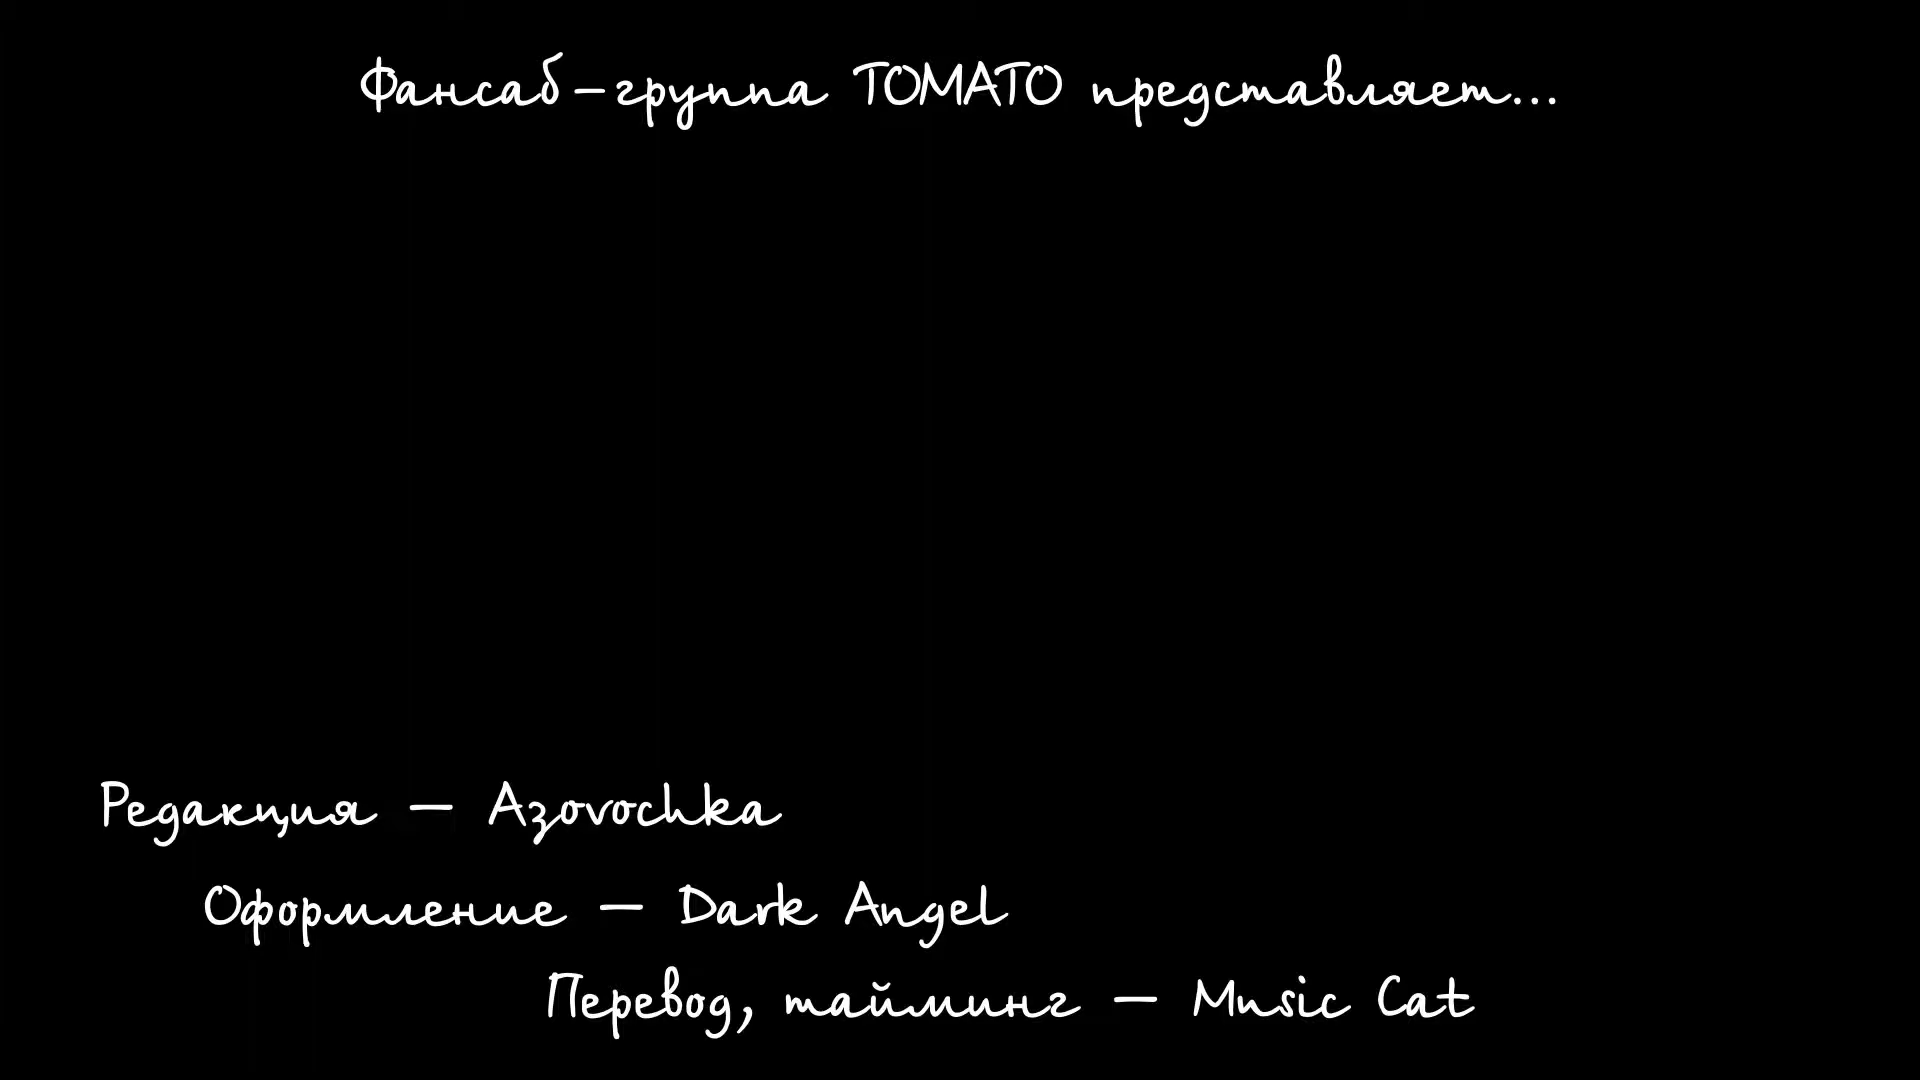 Фансаб-группа TOMATO представляет...
Редакция — Azovochka
Оформление — Dark Angel
Перевод, тайминг — Music Cat